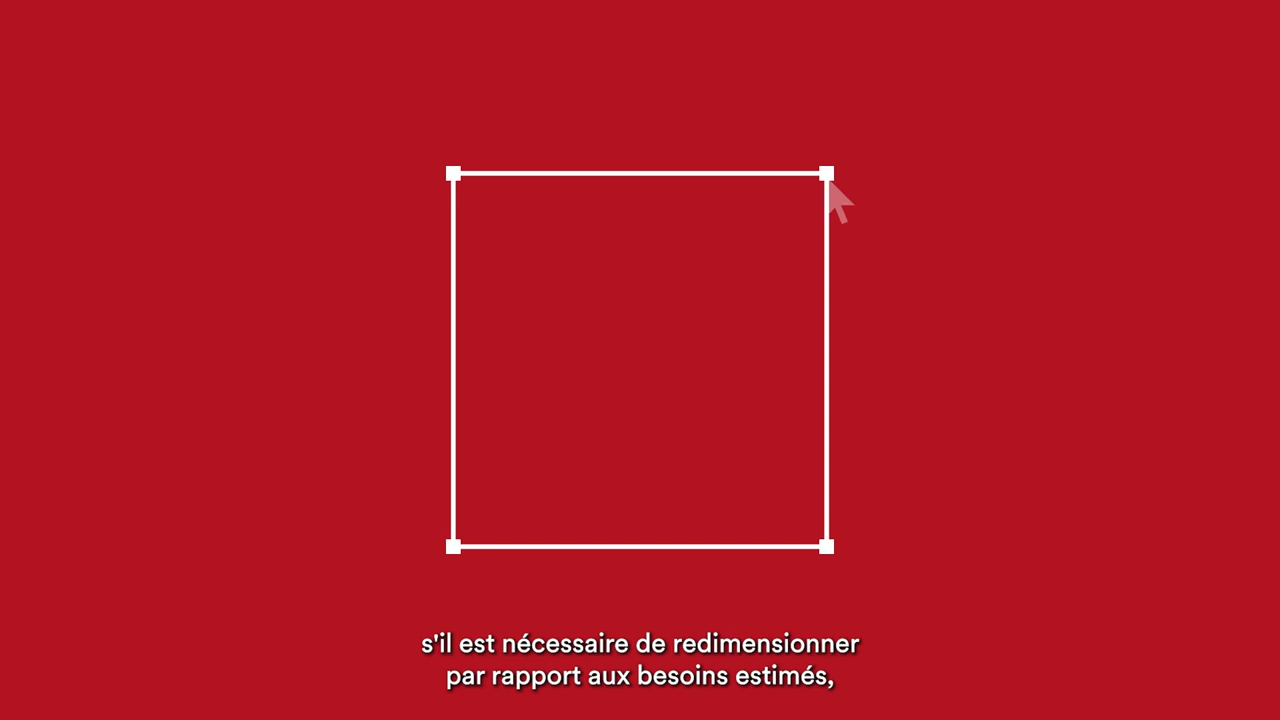 s'il est nécessaire de redimensionner
par rapport aux besoins estimés,